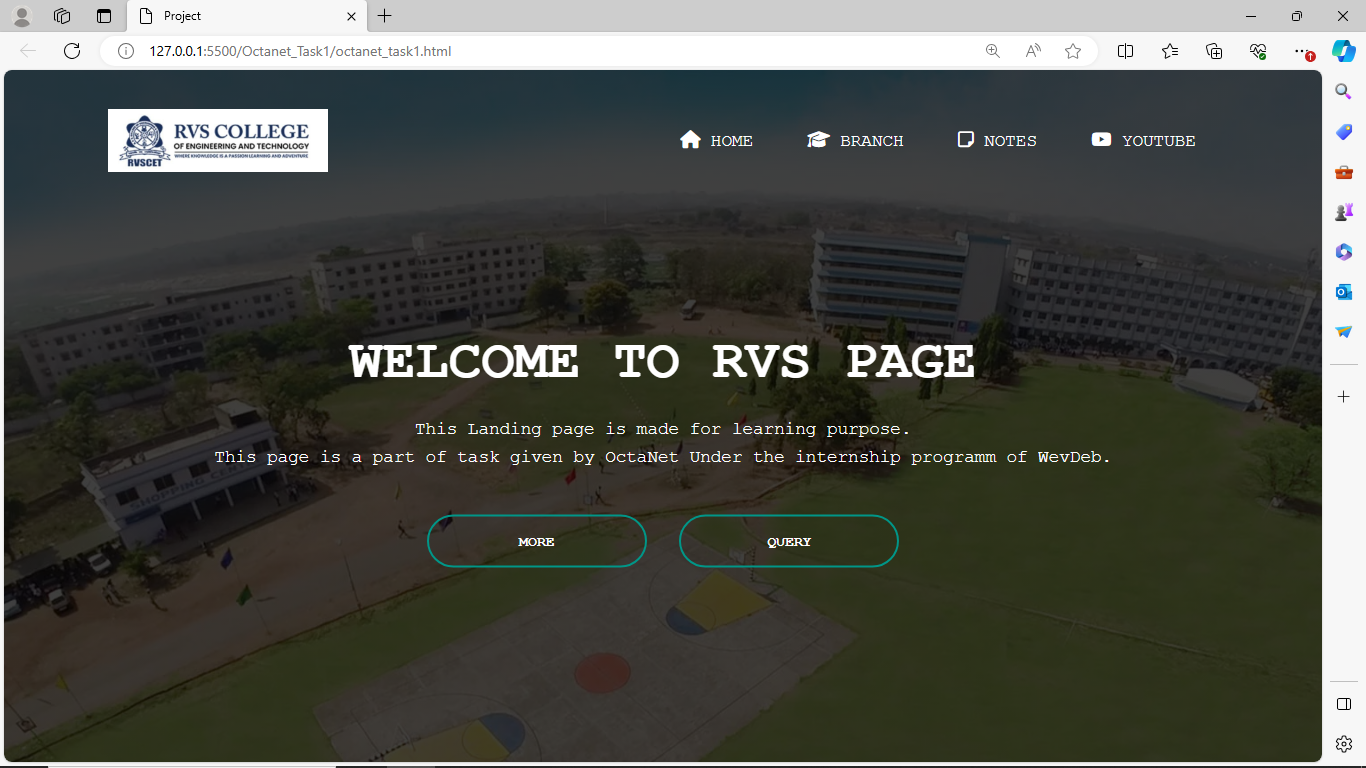 Project
127.0.0.1:5500/Octanet_Task1/octanet_task1.html
RVS COLLEGE
OF ENGINEERING AND TECHNOLOGY
WHERE KNOWLEDGE IS A PASSION LEARNING AND ADVENTURE
RVSCET
HOME BRANCH NOTES YOUTUBE
WELCOME TO RVS PAGE
This Landing page is made for learning purpose.
This page is a part of task given by OctaNet Under the internship programm of WevDeb.
SHOPPING
MORE QUERY